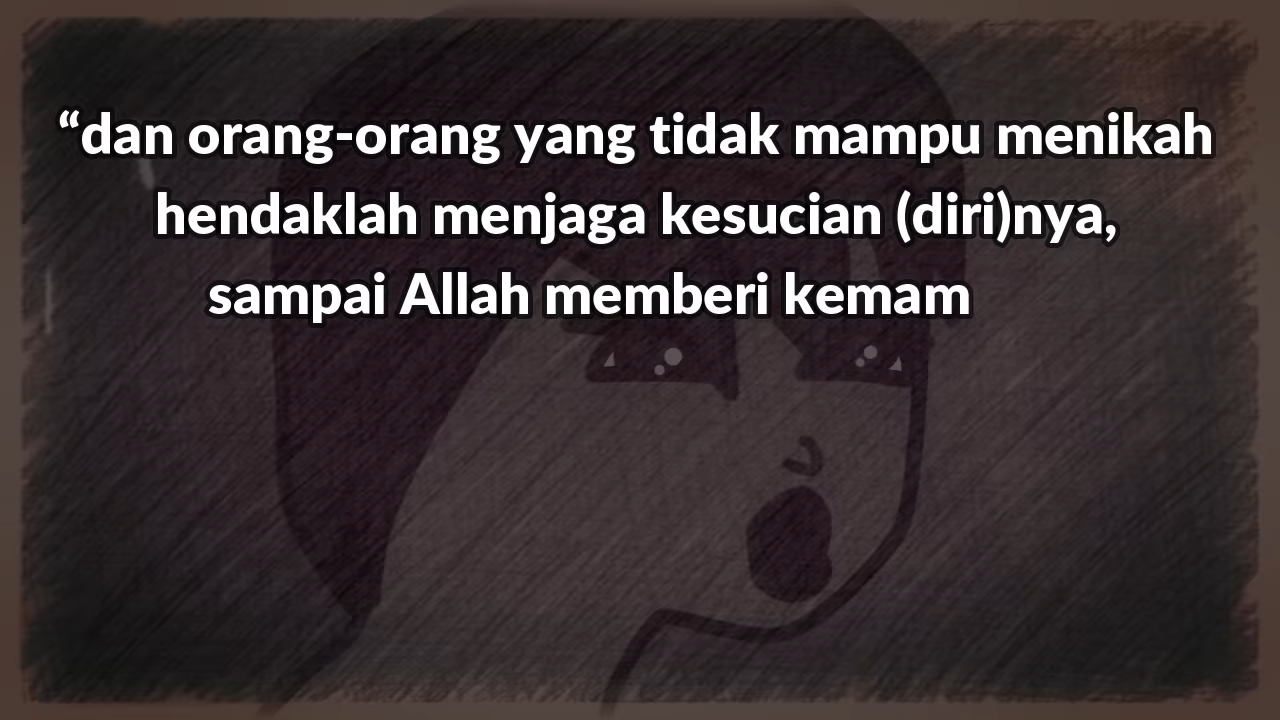 “dan orang-orang yang tidak mampu menikah
hendaklah menjaga kesucian (diri)nya,
sampai Allah memberi kemam